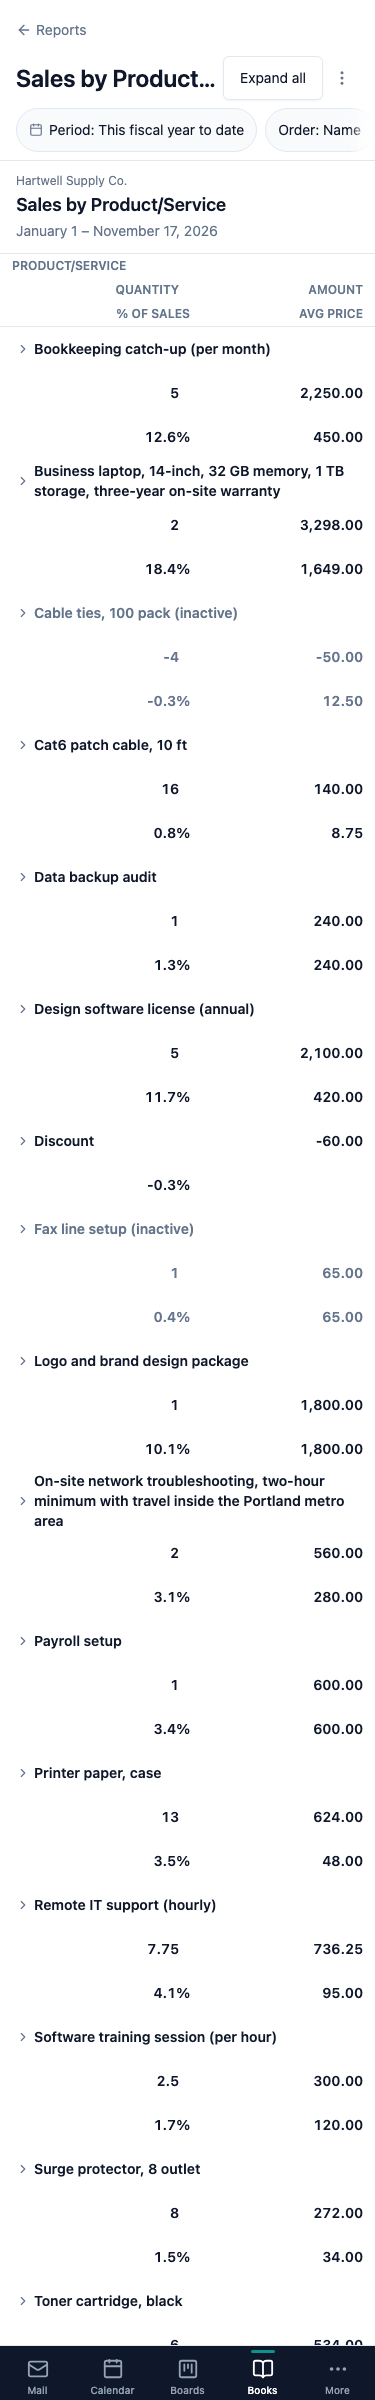 Reports
Sales by Product...
Expand all
Period: This fiscal year to date
Order: Name
Hartwell Supply Co.
Sales by Product/Service
January 1 – November 17, 2026
PRODUCT/SERVICE
QUANTITY AMOUNT
% OF SALES AVG PRICE
Bookkeeping catch-up (per month)
5 2,250.00
12.6% 450.00
Business laptop, 14-inch, 32 GB memory, 1 TB
storage, three-year on-site warranty
2 3,298.00
18.4% 1,649.00
Cable ties, 100 pack (inactive)
-4 -50.00
-0.3% 12.50
Cat6 patch cable, 10 ft
16 140.00
0.8% 8.75
Data backup audit
1 240.00
1.3% 240.00
Design software license (annual)
5 2,100.00
11.7% 420.00
Discount -60.00
-0.3%
Fax line setup (inactive)
1 65.00
0.4% 65.00
Logo and brand design package
1 1,800.00
10.1% 1,800.00
On-site network troubleshooting, two-hour
minimum with travel inside the Portland metro
area
2 560.00
3.1% 280.00
Payroll setup
1 600.00
3.4% 600.00
Printer paper, case
13 624.00
3.5% 48.00
Remote IT support (hourly)
7.75 736.25
4.1% 95.00
Software training session (per hour)
2.5 300.00
1.7% 120.00
Surge protector, 8 outlet
8 272.00
1.5% 34.00
Toner cartridge, black
Mail Calendar Boards Books More